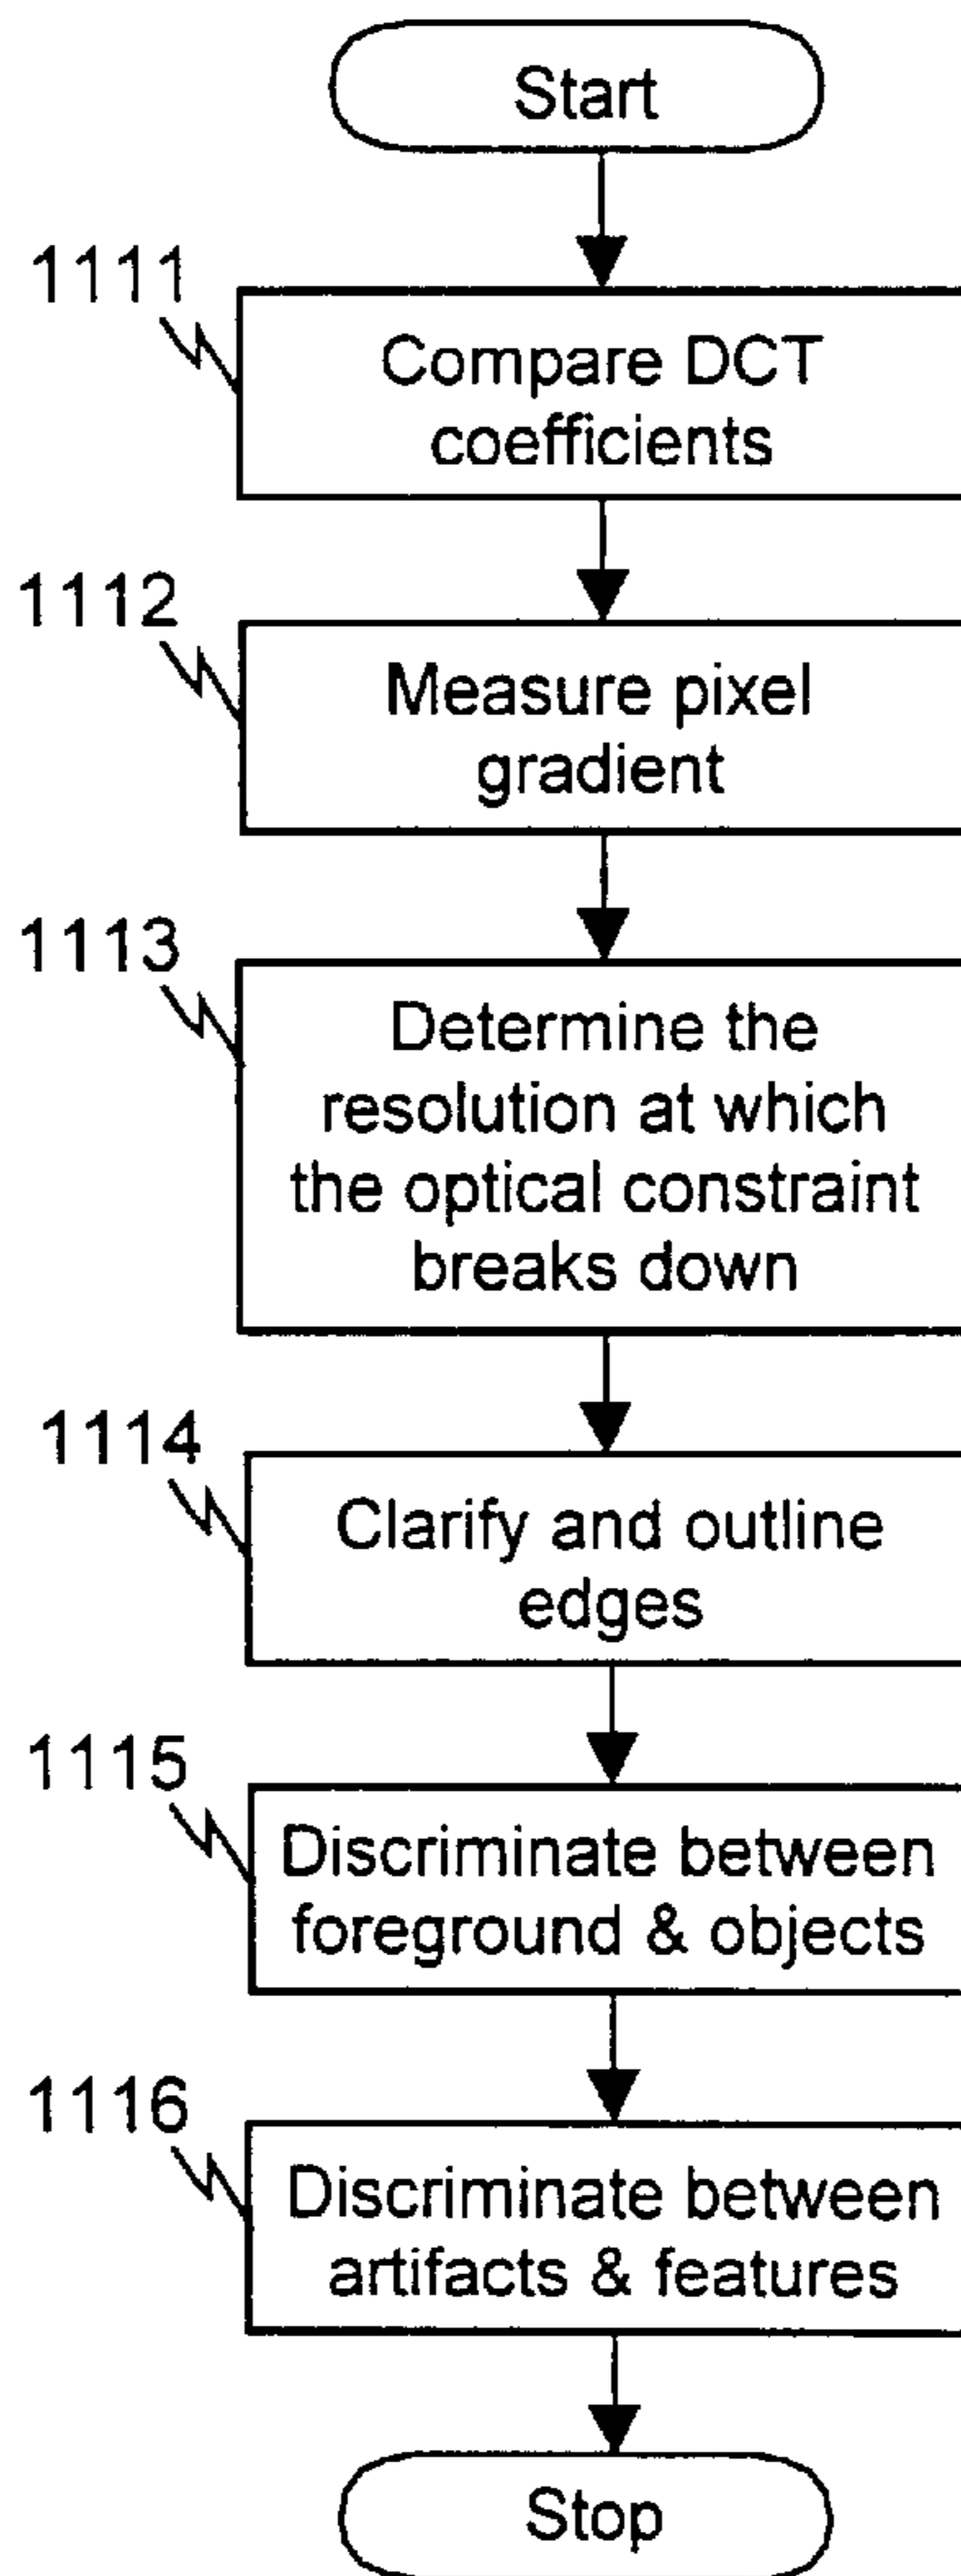 Start
1111
Compare DCT
coefficients
1112
Measure pixel
gradient
1113
Determine the
resolution at which
the optical constraint
breaks down
1114
Clarify and outline
edges
1115
Discriminate between
foreground & objects
1116
Discriminate between
artifacts & features
Stop